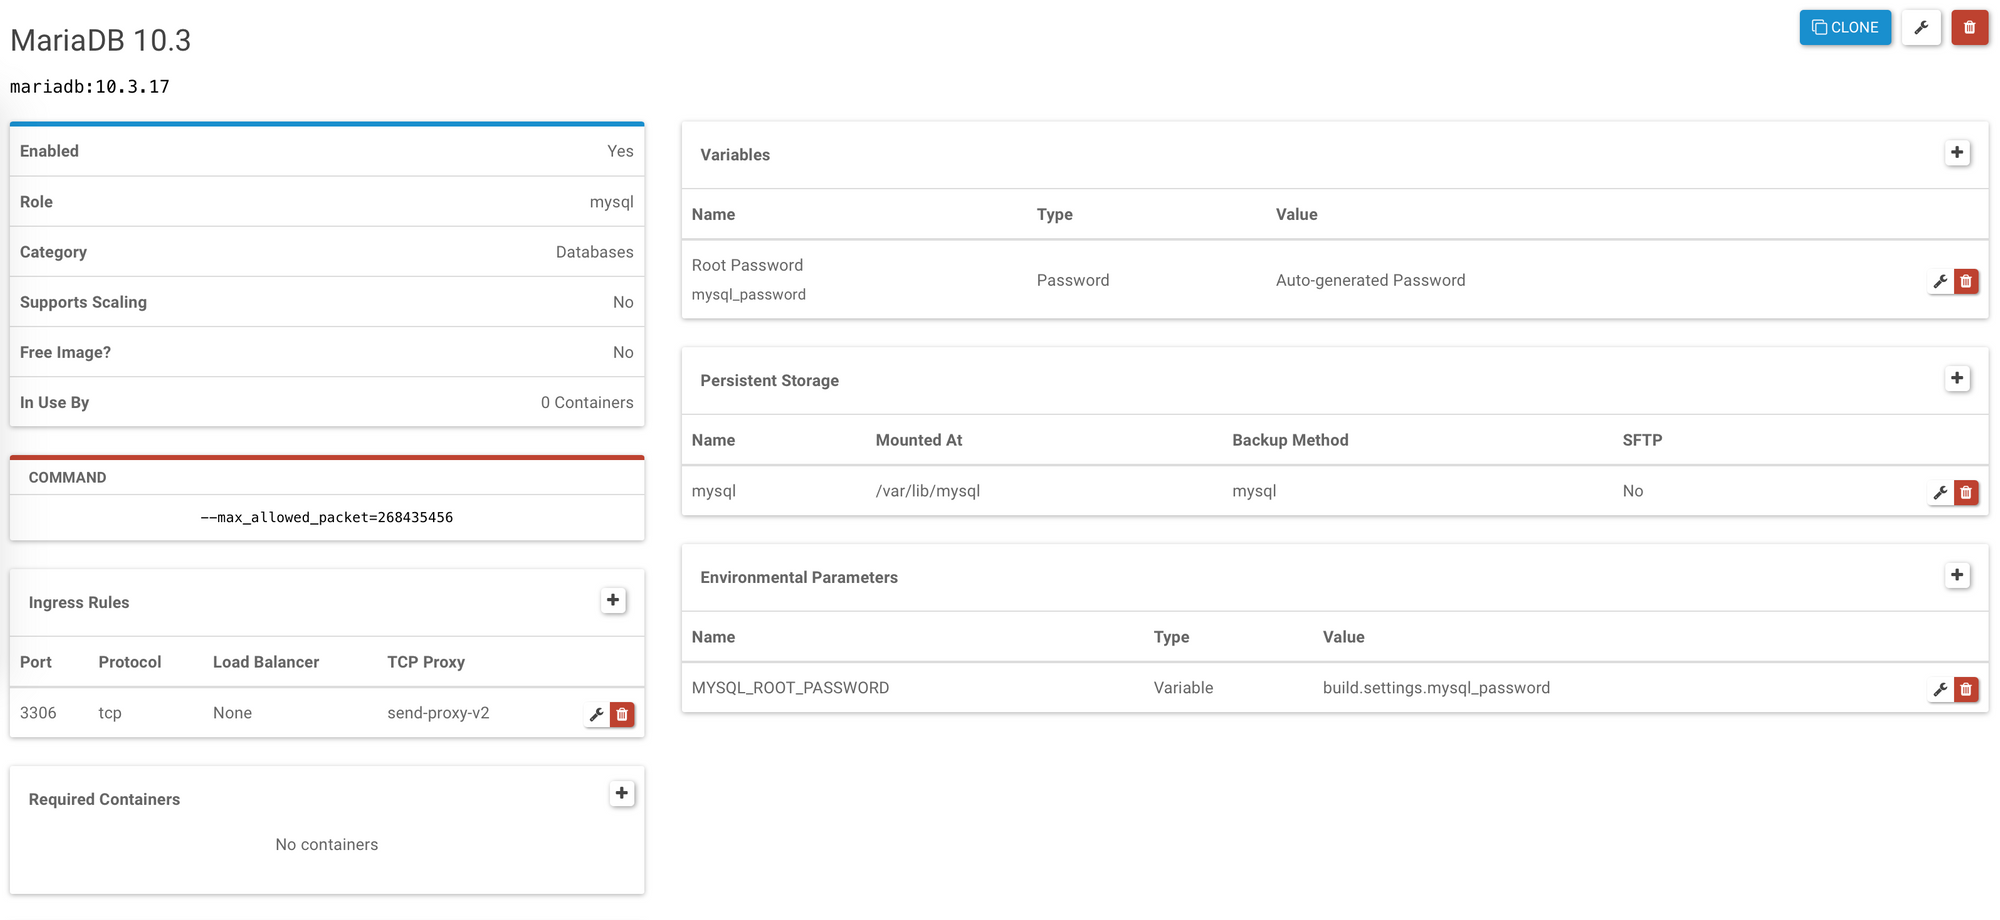 MariaDB 10.3
CLONE
mariadb:10.3.17
Enabled Yes
Role mysql
Category Databases
Supports Scaling No
Free Image? No
In Use By 0 Containers
COMMAND
--max_allowed_packet=268435456
Ingress Rules
Port Protocol Load Balancer TCP Proxy
3306 tcp None send-proxy-v2
Required Containers
No containers
Variables
Name Type Value
Root Password
mysql_password
Password
Auto-generated Password
Persistent Storage
Name Mounted At Backup Method SFTP
mysql /var/lib/mysql mysql No
Environmental Parameters
Name Type Value
MYSQL_ROOT_PASSWORD Variable build.settings.mysql_password